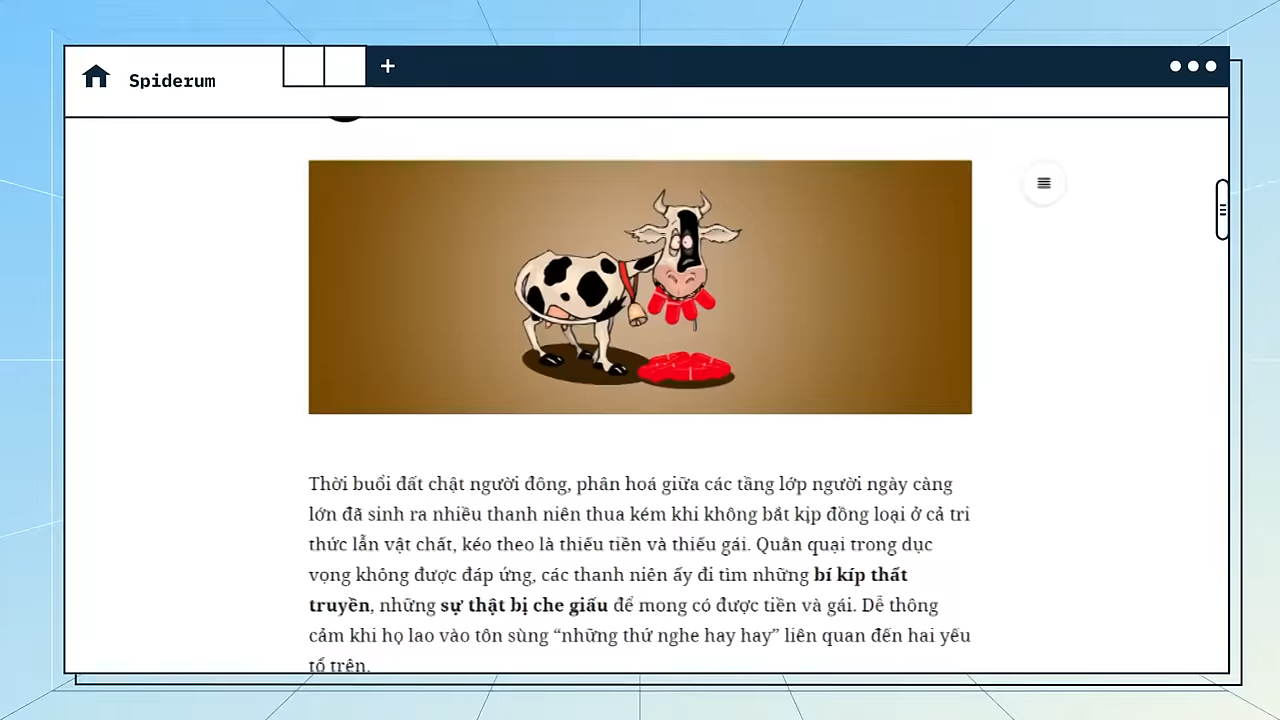 Spiderum
Thời buổi đất chật người đông, phân hoá giữa các tầng lớp người ngày càng
lớn đã sinh ra nhiều thanh niên thua kém khi không bắt kịp đồng loại ở cả tri
thức lẫn vật chất, kéo theo là thiếu tiền và thiếu gái. Quằn quại trong dục
vọng không được đáp ứng, các thanh niên ấy đi tìm những bí kíp thất
truyền, những sự thật bị che giấu để mong có được tiền và gái. Dễ thông
cảm khi họ lao vào tôn sùng “những thứ nghe hay hay” liên quan đến hai yếu
tố trên.